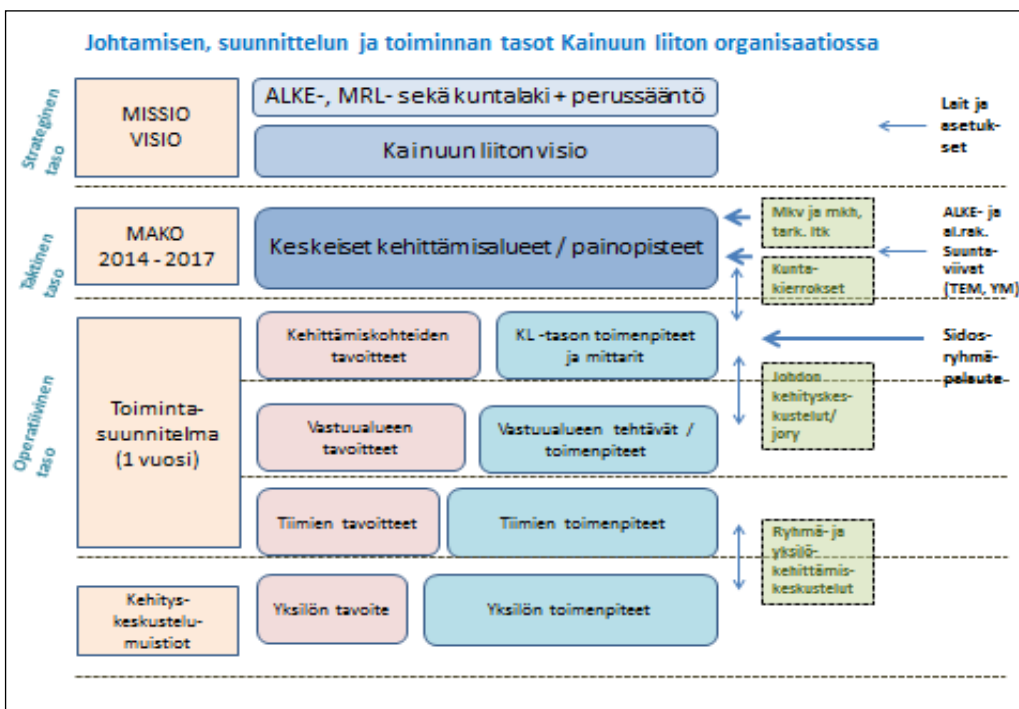 Johtamisen, suunnittelun ja toiminnan tasot Kainuun liiton organisaatiossa
Strateginen
taso
MISSIO
VISIO
ALKE-, MRL- sekä kuntalaki + perussääntö
Kainuun liiton visio
Lait ja
asetuk-
set
Taktinen
taso
MAKO
2014 - 2017
Keskeiset kehittämisalueet / painopisteet
Mkv ja mkh,
tark. ltk
Kunta-
kierrokset
ALKE- ja
al.rak.
Suunta-
viivat
(TEM, YM)
Operatiivinen
taso
Toiminta-
suunnitelma
(1 vuosi)
Kehittämiskohteiden
tavoitteet
KL -tason toimenpiteet
ja mittarit
Sidos-
ryhmä-
palaute
Johdon
kehityskes-
kustelut/
jory
Vastuualueen
tavoitteet
Vastuualueen tehtävät /
toimenpiteet
Tiimien tavoitteet
Tiimien toimenpiteet
Ryhmä- ja
yksilö-
kehittämis-
keskustelut
Kehitys-
keskustelu-
muistiot
Yksilön tavoite
Yksilön toimenpiteet